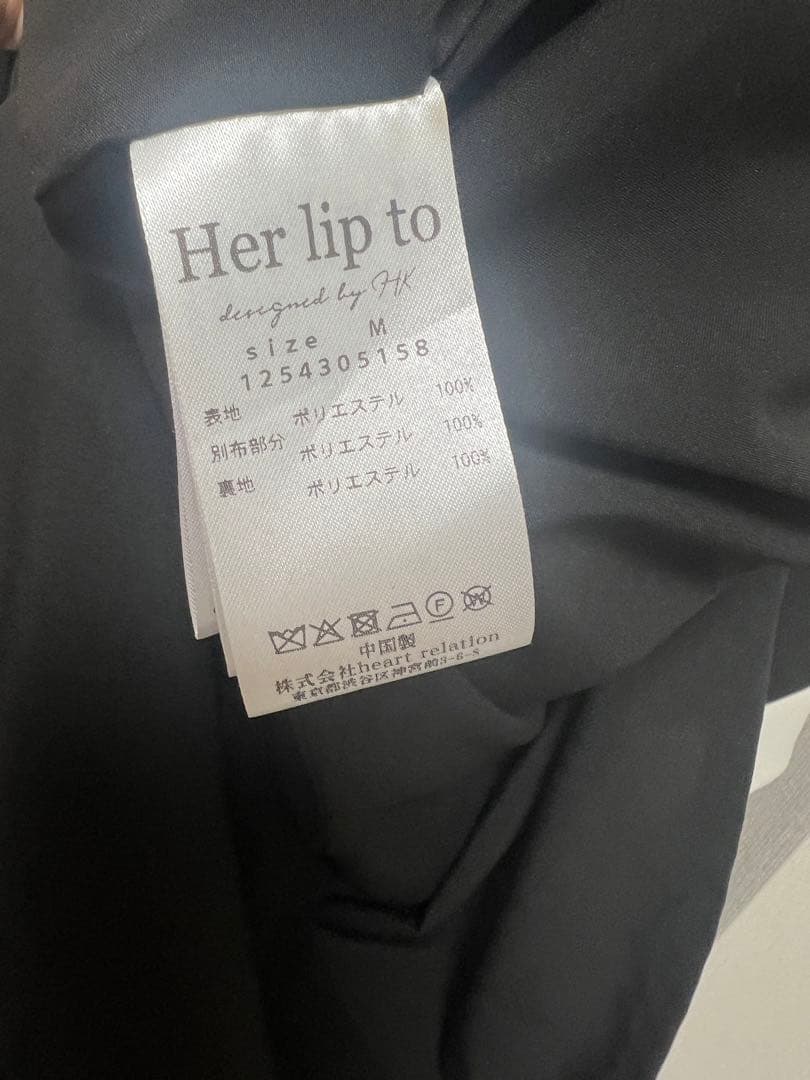 Her lip to
designed by HK
size M
1254305158
表地 ポリエステル 100%
別布部分 ポリエステル 100%
裏地 ポリエステル 100%
F W
中国製
株式会社heart relation
東京都渋谷区神宮前3-6-8